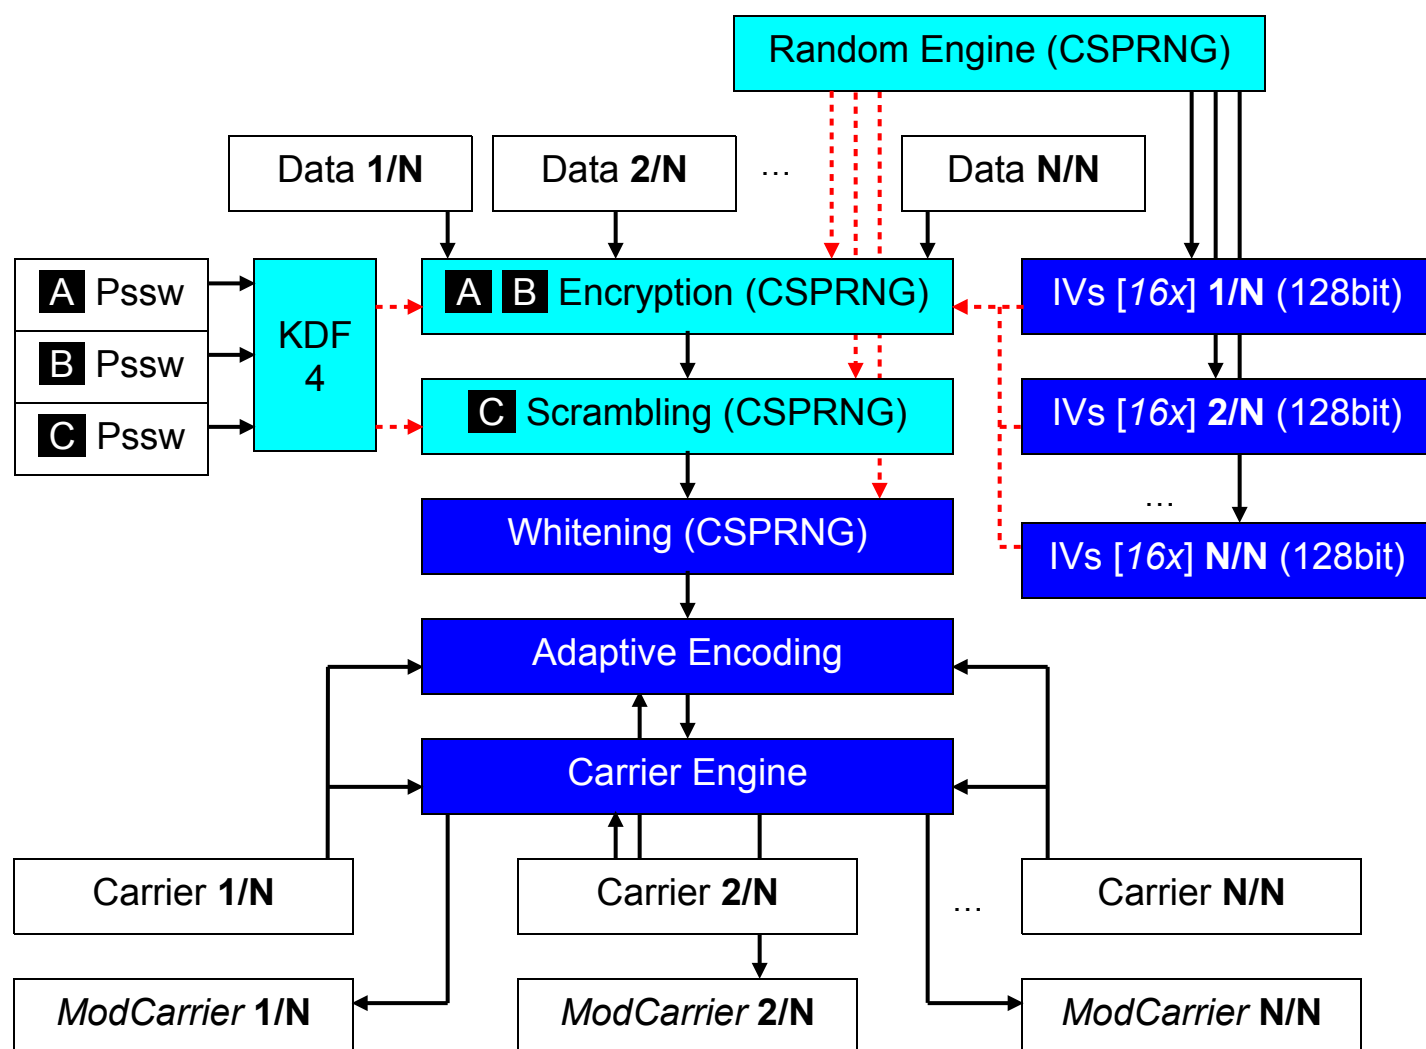 Random Engine (CSPRNG)
Data 1/N
Data 2/N
...
Data N/N
A Pssw
B Pssw
C Pssw
KDF
4
A B Encryption (CSPRNG)
IVs [16x] 1/N (128bit)
C Scrambling (CSPRNG)
IVs [16x] 2/N (128bit)
...
Whitening (CSPRNG)
IVs [16x] N/N (128bit)
Adaptive Encoding
Carrier Engine
Carrier 1/N
Carrier 2/N
...
Carrier N/N
ModCarrier 1/N
ModCarrier 2/N
ModCarrier N/N